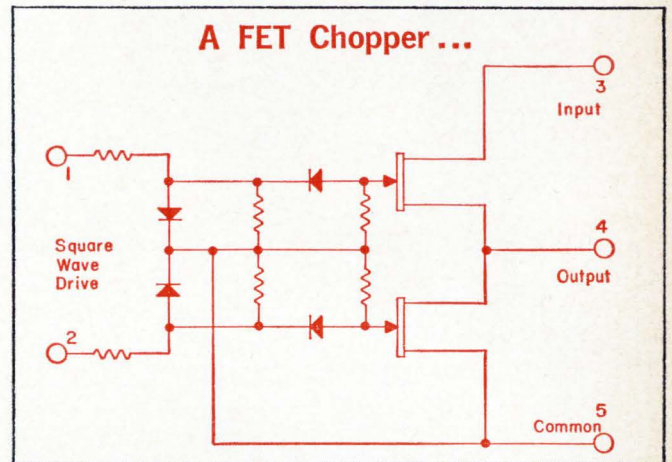 A FET Chopper...
3
Input
1
Square
Wave
Drive
4
Output
2
5
Common